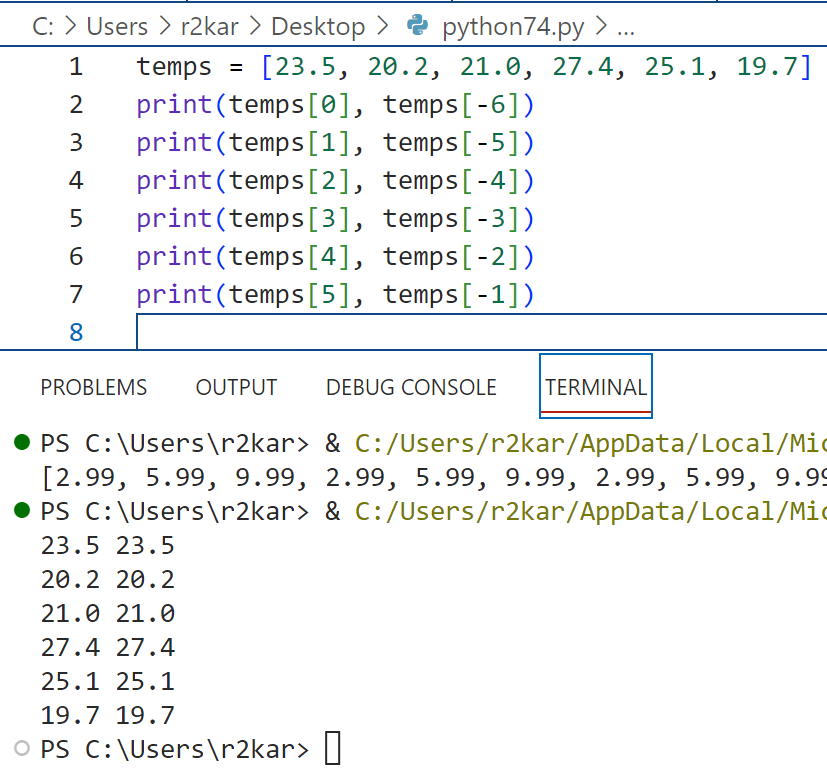 C: > Users > r2kar > Desktop > python74.py > ...
1 temps = [23.5, 20.2, 21.0, 27.4, 25.1, 19.7]
2 print(temps[0], temps[-6])
3 print(temps[1], temps[-5])
4 print(temps[2], temps[-4])
5 print(temps[3], temps[-3])
6 print(temps[4], temps[-2])
7 print(temps[5], temps[-1])
8
PROBLEMS OUTPUT DEBUG CONSOLE TERMINAL
PS C:\Users\r2kar> & C:/Users/r2kar/AppData/Local/Mic
[2.99, 5.99, 9.99, 2.99, 5.99, 9.99, 2.99, 5.99, 9.99
PS C:\Users\r2kar> & C:/Users/r2kar/AppData/Local/Mic
23.5 23.5
20.2 20.2
21.0 21.0
27.4 27.4
25.1 25.1
19.7 19.7
PS C:\Users\r2kar>